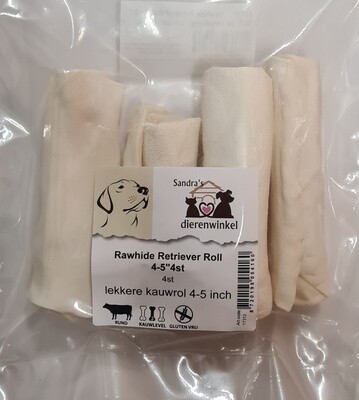 Sandra's
dierenwinkel
Rawhide Retriever Roll
4-5"4st
4st
lekkere kauwrol 4-5 inch
RUND
KAUWLEVEL
GLUTEN VRIJ